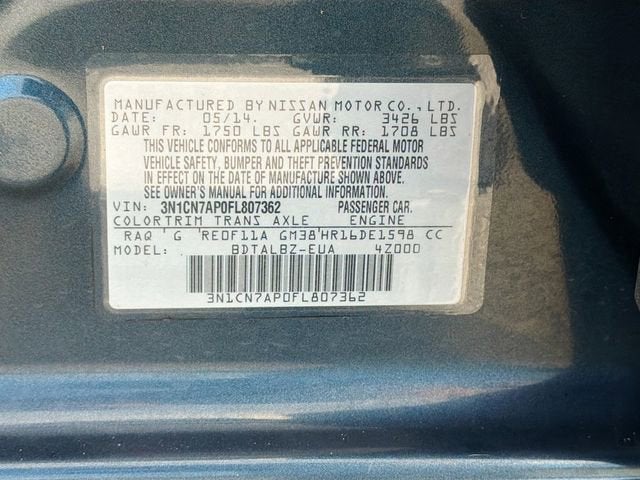 MANUFACTURED BY NISSAN MOTOR CO., LTD.
DATE: 05/14. GVWR: 3426 LBS
GAWR FR: 1750 LBS GAWR RR: 1708 LBS
THIS VEHICLE CONFORMS TO ALL APPLICABLE FEDERAL MOTOR
VEHICLE SAFETY, BUMPER AND THEFT PREVENTION STANDARDS
IN EFFECT ON THE DATE OF MANUFACTURE SHOWN ABOVE.
SEE OWNER'S MANUAL FOR ADDITIONAL INFORMATION.
VIN: 3N1CN7AP0FL807362 PASSENGER CAR.
COLOR TRIM TRANS AXLE ENGINE
RAQ ' G ' RE0F11A GM38 ' HR16DE1598 CC
MODEL: BDTALBZ-EUA 4Z000
3N1CN7AP0FL807362